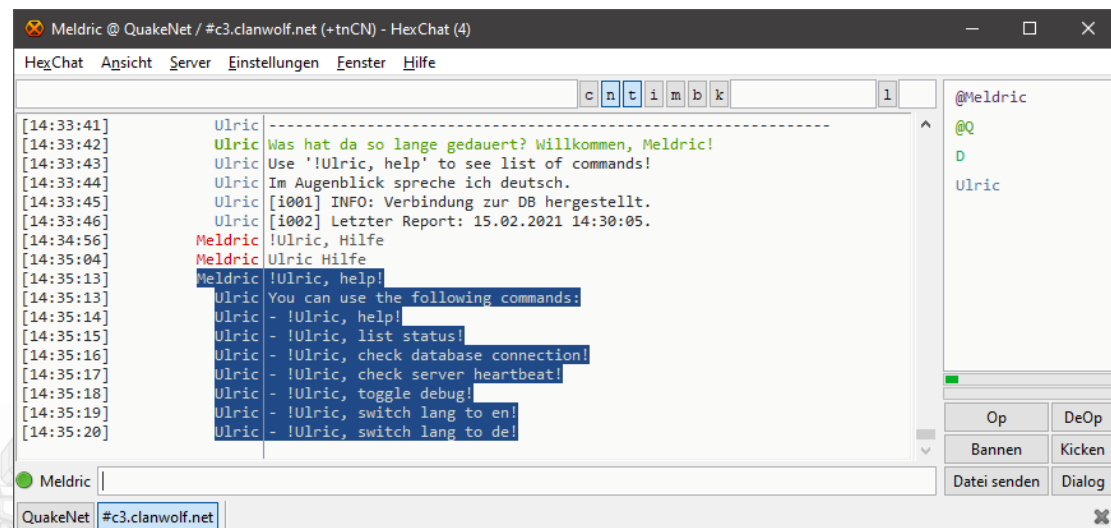 Meldric @ QuakeNet / #c3.clanwolf.net (+tnCN) - HexChat (4)
HexChat Ansicht Server Einstellungen Fenster Hilfe
c n t i m b k l
[14:33:41] Ulric ------------------------------------------------------------------
[14:33:42] Ulric Was hat da so lange gedauert? Willkommen, Meldric!
[14:33:43] Ulric Use '!Ulric, help' to see list of commands!
[14:33:44] Ulric Im Augenblick spreche ich deutsch.
[14:33:45] Ulric [i001] INFO: Verbindung zur DB hergestellt.
[14:33:46] Ulric [i002] Letzter Report: 15.02.2021 14:30:05.
[14:34:56] Meldric !Ulric, Hilfe
[14:35:04] Meldric Ulric Hilfe
[14:35:13] Meldric !Ulric, help!
[14:35:13] Ulric You can use the following commands:
[14:35:14] Ulric - !Ulric, help!
[14:35:15] Ulric - !Ulric, list status!
[14:35:16] Ulric - !Ulric, check database connection!
[14:35:17] Ulric - !Ulric, check server heartbeat!
[14:35:18] Ulric - !Ulric, toggle debug!
[14:35:19] Ulric - !Ulric, switch lang to en!
[14:35:20] Ulric - !Ulric, switch lang to de!
@Meldric
@Q
D
Ulric
Op DeOp
Bannen Kicken
Datei senden Dialog
Meldric
QuakeNet #c3.clanwolf.net